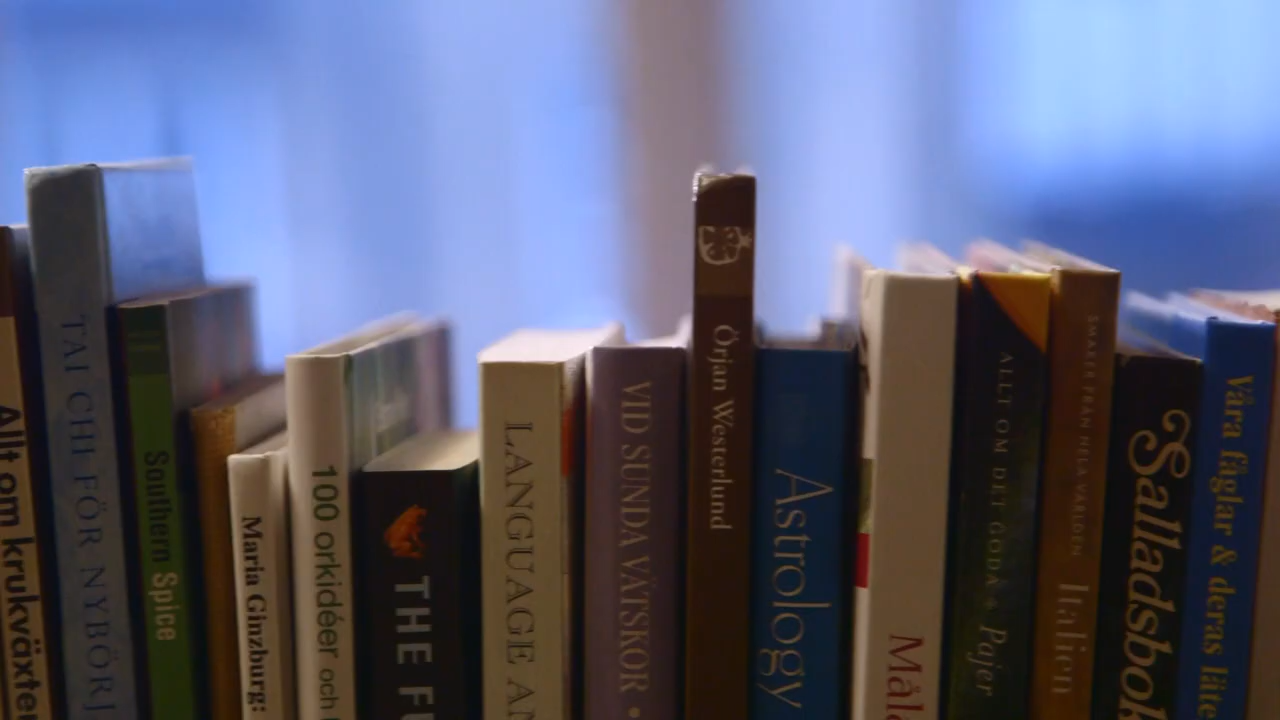 Allt om krukväxter
TAI CHI FÖR NYBÖRJ
Southern Spice
Maria Ginzburg:
100 orkidéer och
THE FU
LANGUAGE AN
VID SUNDA VÄTSKOR •
Örjan Westerlund
Astrology
Måla
ALLT OM DET GODA • Pajer
SMAKER FRÅN HELA VÄRLDEN Italien
Salladsbok
Våra fåglar & deras läte